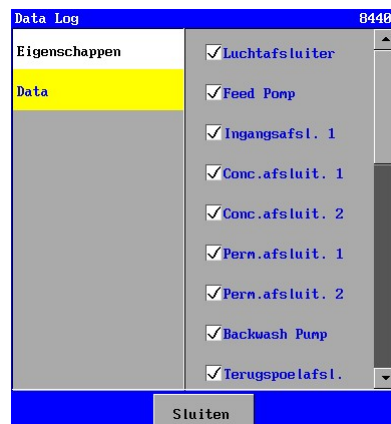 Data Log 8440
Eigenschappen
Data
Luchtafsluiter
Feed Pomp
Ingangsafsl. 1
Conc.afsluit. 1
Conc.afsluit. 2
Perm.afsluit. 1
Perm.afsluit. 2
Backwash Pump
Terugspoelafsl.
Sluiten